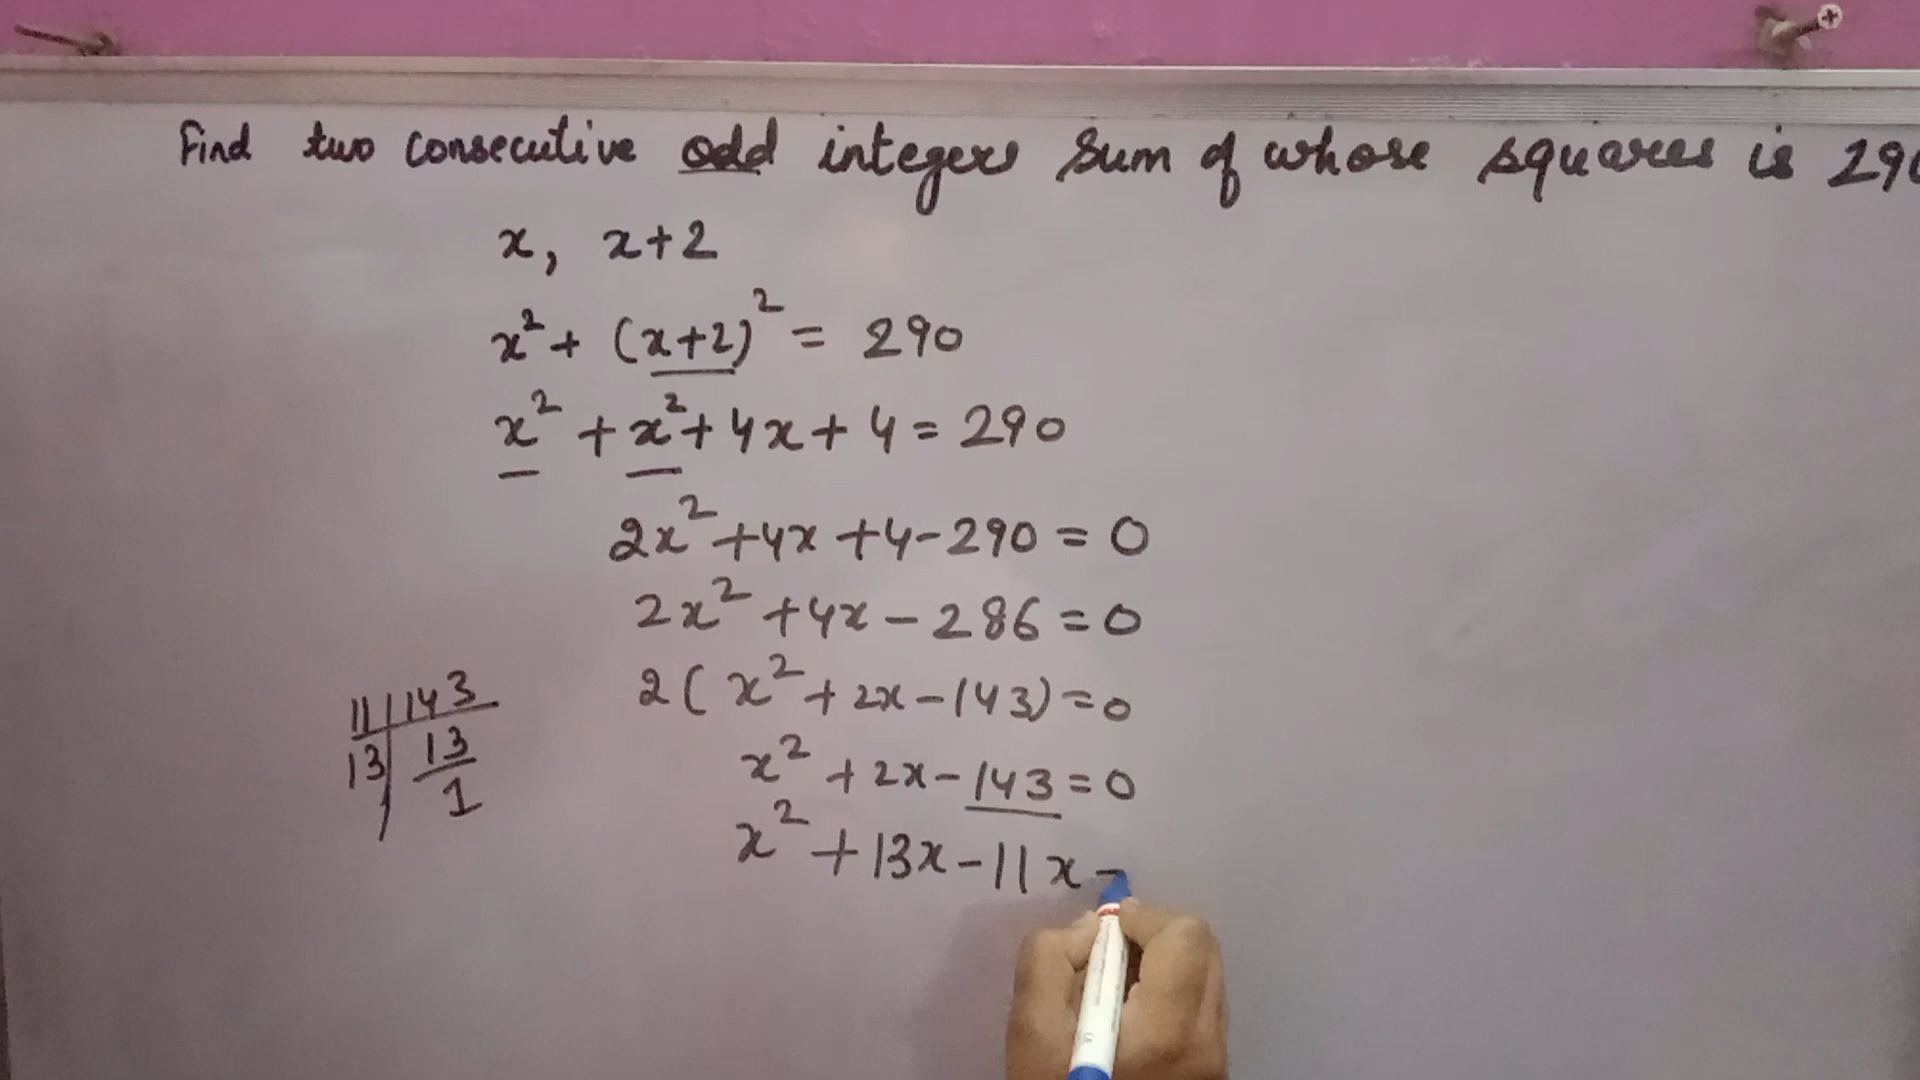 Find two consecutive odd integers sum of whose squares is 290
x, x+2
x² + (x+2)² = 290
x² + x² + 4x + 4 = 290
2x² + 4x + 4 - 290 = 0
2x² + 4x - 286 = 0
2(x² + 2x - 143) = 0
x² + 2x - 143 = 0
x² + 13x - 11x -
11 | 143
13 | 13
1